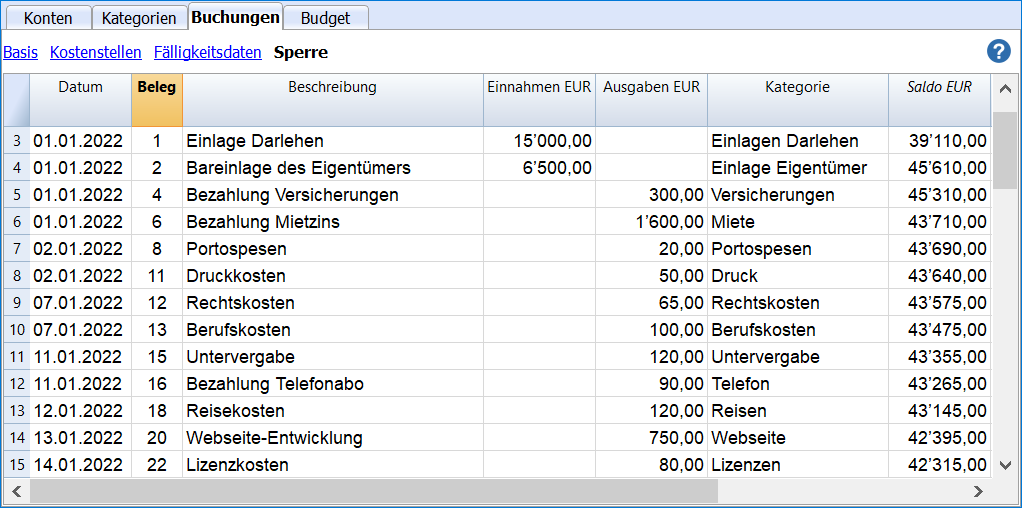 Konten Kategorien Buchungen Budget
Basis Kostenstellen Fälligkeitsdaten Sperre ?
Datum Beleg Beschreibung Einnahmen EUR Ausgaben EUR Kategorie Saldo EUR
3 01.01.2022 1 Einlage Darlehen 15’000,00 Einlagen Darlehen 39’110,00
4 01.01.2022 2 Bareinlage des Eigentümers 6’500,00 Einlage Eigentümer 45’610,00
5 01.01.2022 4 Bezahlung Versicherungen 300,00 Versicherungen 45’310,00
6 01.01.2022 6 Bezahlung Mietzins 1’600,00 Miete 43’710,00
7 02.01.2022 8 Portospesen 20,00 Portospesen 43’690,00
8 02.01.2022 11 Druckkosten 50,00 Druck 43’640,00
9 07.01.2022 12 Rechtskosten 65,00 Rechtskosten 43’575,00
10 07.01.2022 13 Berufskosten 100,00 Berufskosten 43’475,00
11 11.01.2022 15 Untervergabe 120,00 Untervergabe 43’355,00
12 11.01.2022 16 Bezahlung Telefonabo 90,00 Telefon 43’265,00
13 12.01.2022 18 Reisekosten 120,00 Reisen 43’145,00
14 13.01.2022 20 Webseite-Entwicklung 750,00 Webseite 42’395,00
15 14.01.2022 22 Lizenzkosten 80,00 Lizenzen 42’315,00